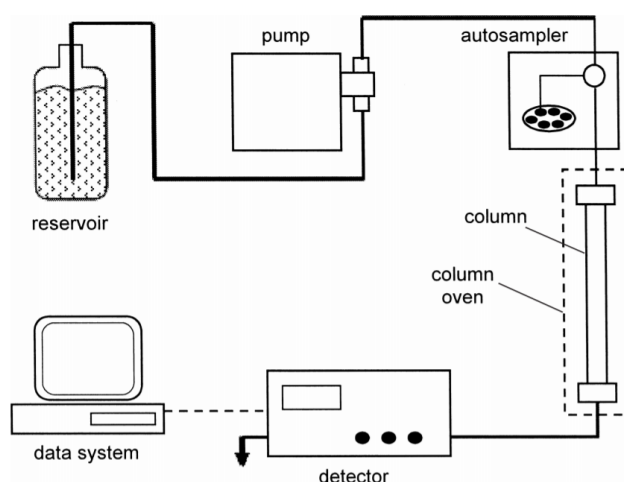 pump
autosampler
reservoir
column
column
oven
data system
detector